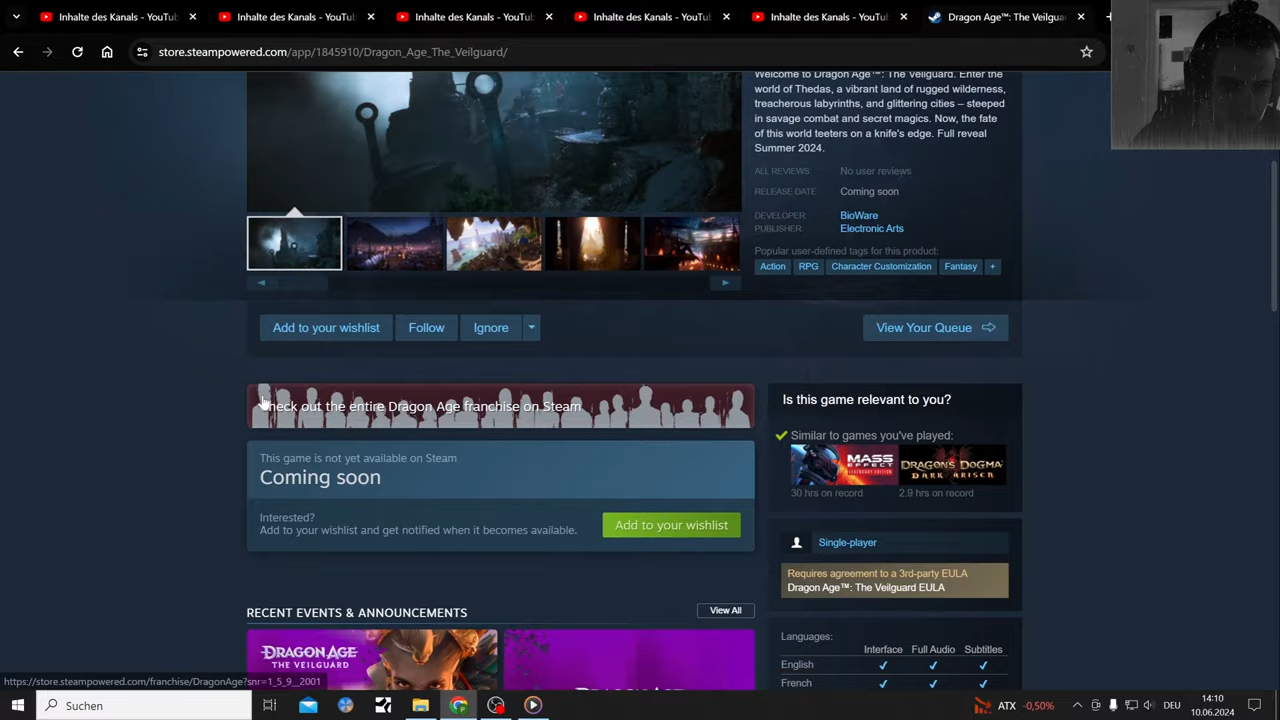 Inhalte des Kanals - YouTub
Inhalte des Kanals - YouTub
Inhalte des Kanals - YouTub
Inhalte des Kanals - YouTub
Inhalte des Kanals - YouTub
Dragon Age™: The Veilguard
store.steampowered.com/app/1845910/Dragon_Age_The_Veilguard/
Welcome to Dragon Age™: The Veilguard. Enter the
world of Thedas, a vibrant land of rugged wilderness,
treacherous labyrinths, and glittering cities – steeped
in savage combat and secret magics. Now, the fate
of this world teeters on a knife's edge. Full reveal
Summer 2024.
ALL REVIEWS: No user reviews
RELEASE DATE Coming soon
DEVELOPER: BioWare
PUBLISHER: Electronic Arts
Popular user-defined tags for this product:
Action RPG Character Customization Fantasy +
Add to your wishlist Follow Ignore View Your Queue
Check out the entire Dragon Age franchise on Steam
This game is not yet available on Steam
Coming soon
Interested?
Add to your wishlist and get notified when it becomes available.
Add to your wishlist
Is this game relevant to you?
Similar to games you've played:
MASS EFFECT LEGENDARY EDITION
DRAGON'S DOGMA DARK ARISEN
30 hrs on record 2.9 hrs on record
Single-player
Requires agreement to a 3rd-party EULA
Dragon Age™: The Veilguard EULA
RECENT EVENTS & ANNOUNCEMENTS View All
DRAGON AGE
THE VEILGUARD
Languages:
Interface Full Audio Subtitles
English ✔ ✔ ✔
French ✔ ✔ ✔
https://store.steampowered.com/franchise/DragonAge?snr=1_5_9__2001
Suchen
ATX -0,50%
DEU
14:10
10.06.2024